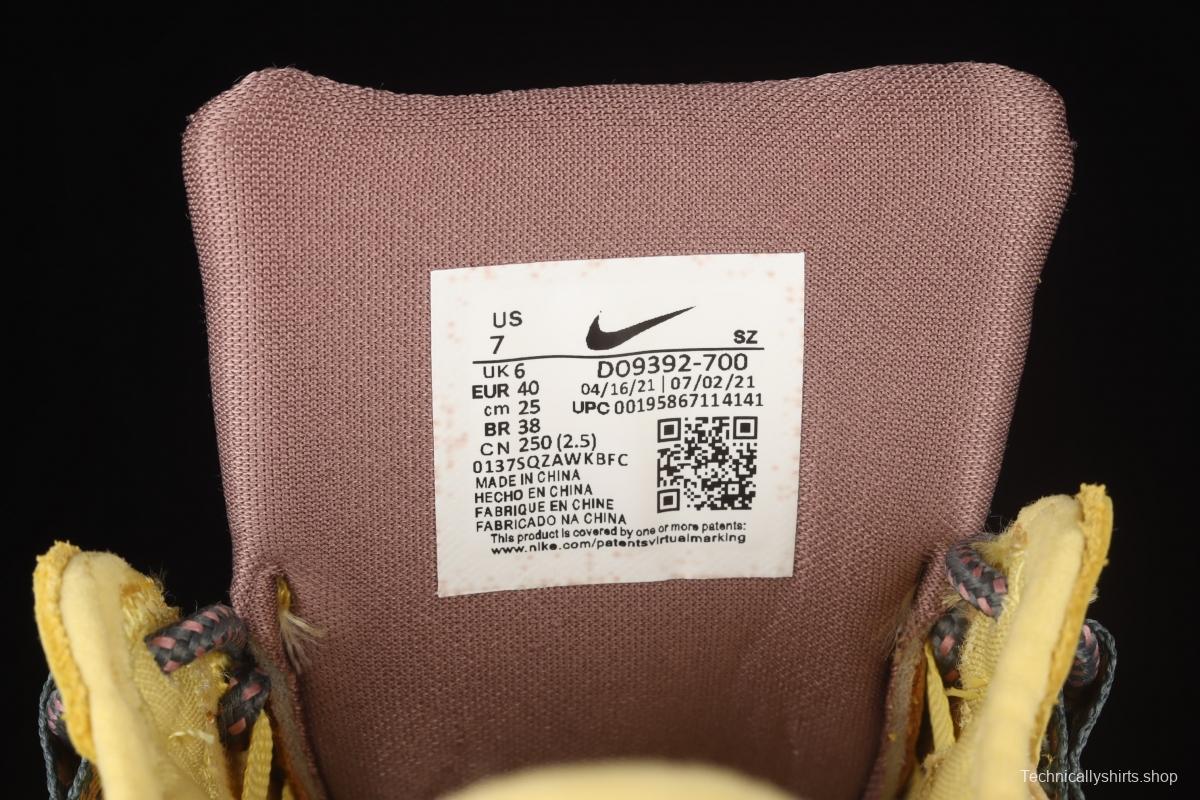 US
7
SZ
UK 6
DO9392-700
EUR 40
04/16/21 | 07/02/21
cm 25
UPC 00195867114141
BR 38
CN 250 (2.5)
0137SQZAWKBFC
MADE IN CHINA
HECHO EN CHINA
FABRIQUE EN CHINE
FABRICADO NA CHINA
This product is covered by one or more patents:
www.nike.com/patentsvirtualmarking
Technicallyshirts.shop